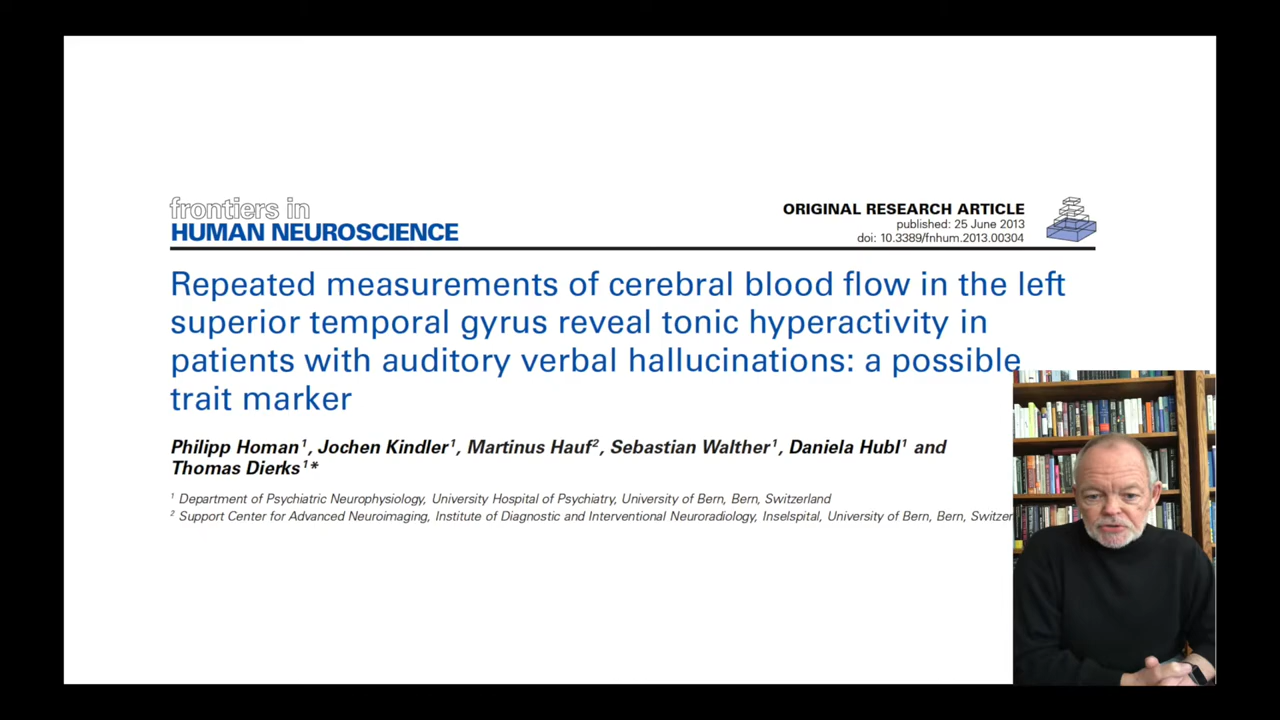 frontiers in
HUMAN NEUROSCIENCE
ORIGINAL RESEARCH ARTICLE
published: 25 June 2013
doi: 10.3389/fnhum.2013.00304
Repeated measurements of cerebral blood flow in the left
superior temporal gyrus reveal tonic hyperactivity in
patients with auditory verbal hallucinations: a possible
trait marker
Philipp Homan¹, Jochen Kindler¹, Martinus Hauf², Sebastian Walther¹, Daniela Hubl¹ and
Thomas Dierks¹*
¹ Department of Psychiatric Neurophysiology, University Hospital of Psychiatry, University of Bern, Bern, Switzerland
² Support Center for Advanced Neuroimaging, Institute of Diagnostic and Interventional Neuroradiology, Inselspital, University of Bern, Bern, Switzer